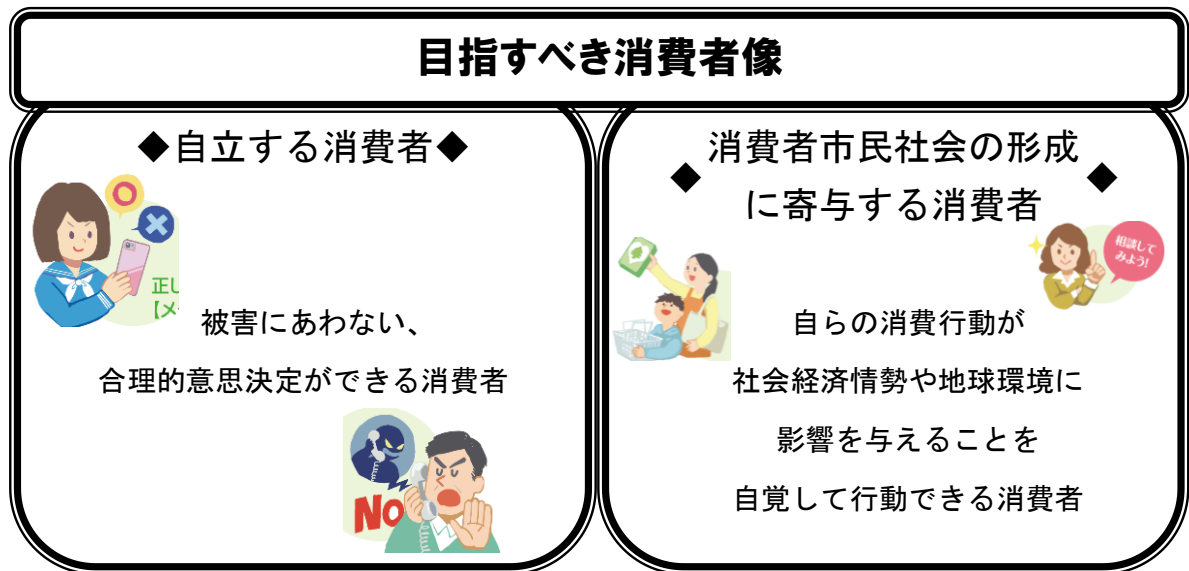 目指すべき消費者像
◆自立する消費者◆
正し
【メ
被害にあわない、
合理的意思決定ができる消費者
NO
◆ 消費者市民社会の形成 ◆
に寄与する消費者
相談して
みよう!
自らの消費行動が
社会経済情勢や地球環境に
影響を与えることを
自覚して行動できる消費者